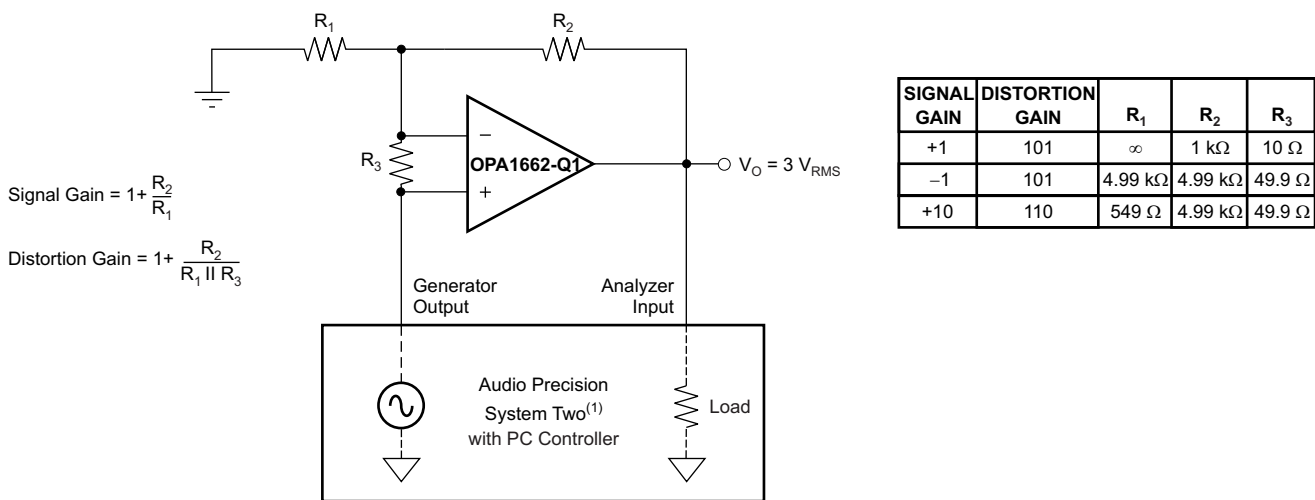 R1
R2
R3
−
+
OPA1662-Q1
VO = 3 VRMS
Signal Gain = 1+ R2/R1
Distortion Gain = 1+ R2/(R1 II R3)
Generator Output
Analyzer Input
Audio Precision
System Two(1)
with PC Controller
Load
SIGNAL GAIN DISTORTION GAIN R1 R2 R3
+1 101 ∞ 1 kΩ 10 Ω
−1 101 4.99 kΩ 4.99 kΩ 49.9 Ω
+10 110 549 Ω 4.99 kΩ 49.9 Ω